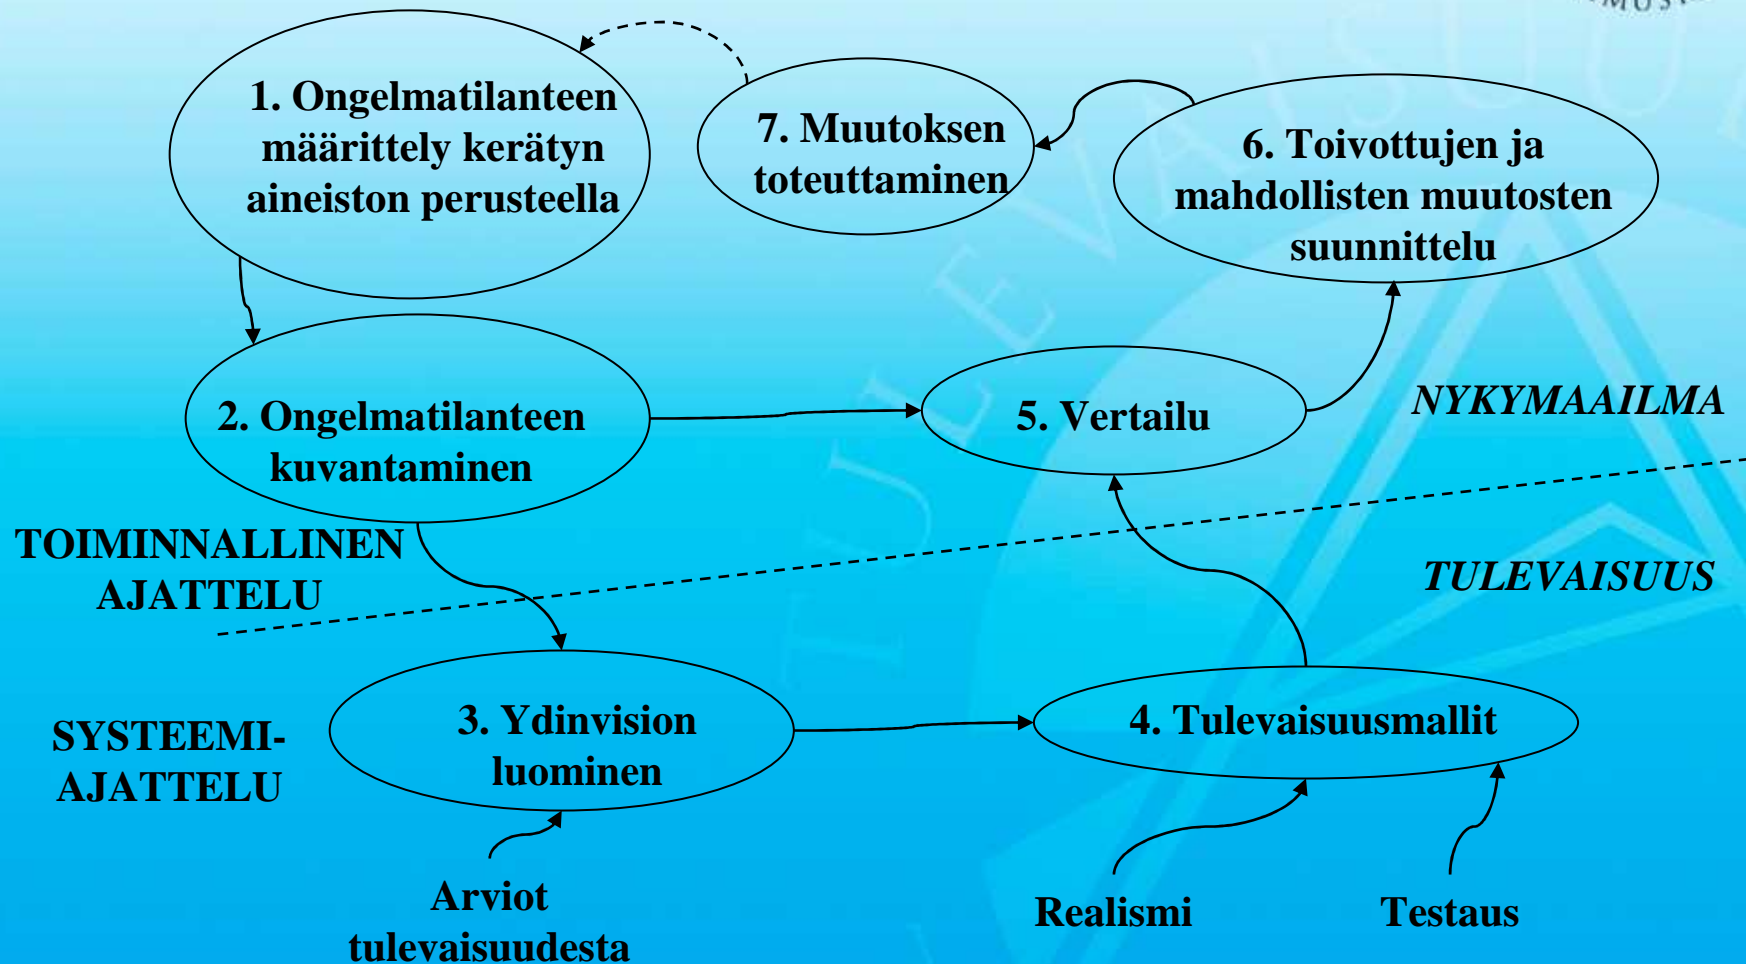 1. Ongelmatilanteen
määrittely kerätyn
aineiston perusteella
7. Muutoksen
toteuttaminen
6. Toivottujen ja
mahdollisten muutosten
suunnittelu
2. Ongelmatilanteen
kuvantaminen
5. Vertailu
NYKYMAAILMA
TOIMINNALLINEN
AJATTELU
TULEVAISUUS
SYSTEEMI-
AJATTELU
3. Ydinvision
luominen
4. Tulevaisuusmallit
Arviot
tulevaisuudesta
Realismi
Testaus